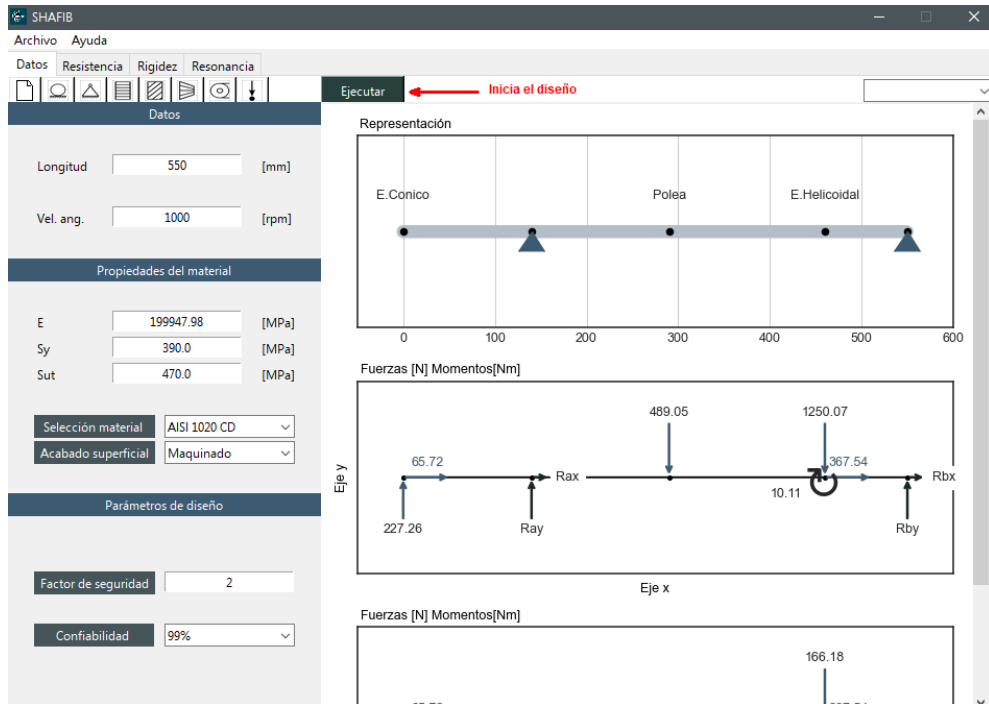 SHAFIB
Archivo Ayuda
Datos Resistencia Rigidez Resonancia
Ejecutar Inicia el diseño
Datos
Longitud 550 [mm]
Vel. ang. 1000 [rpm]
Propiedades del material
E 199947.98 [MPa]
Sy 390.0 [MPa]
Sut 470.0 [MPa]
Selección material AISI 1020 CD
Acabado superficial Maquinado
Parámetros de diseño
Factor de seguridad 2
Confiabilidad 99%
Representación
E.Conico Polea E.Helicoidal
0 100 200 300 400 500 600
Fuerzas [N] Momentos[Nm]
489.05 1250.07
65.72 Rax 367.54 Rbx
10.11
227.26 Ray Rby
Eje y
Eje x
Fuerzas [N] Momentos[Nm]
166.18